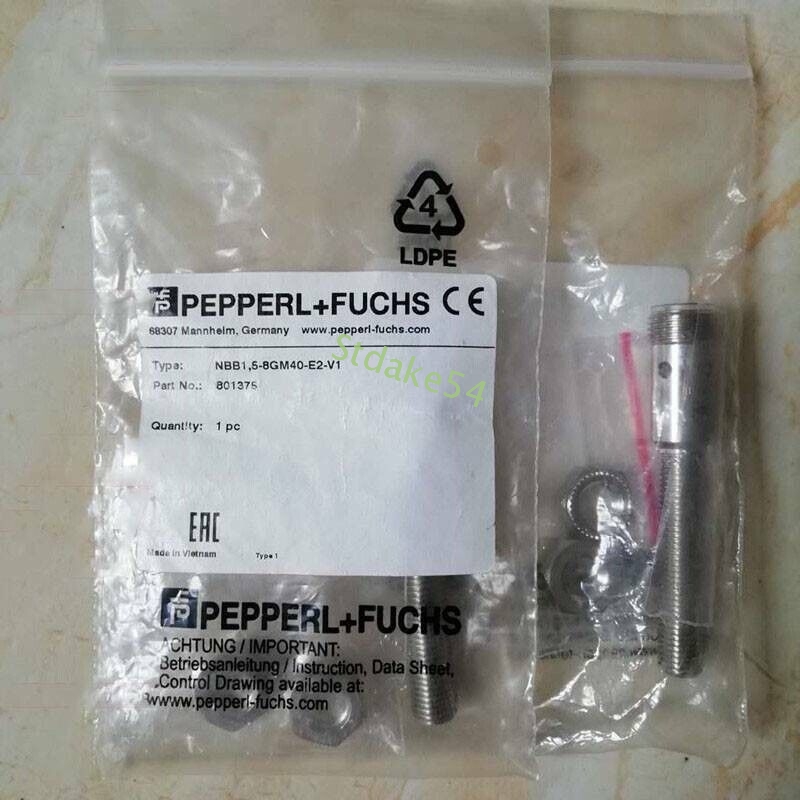 4
LDPE
PEPPERL+FUCHS CE
68307 Mannheim, Germany www.pepperl-fuchs.com
Type: NBB1,5-8GM40-E2-V1
Part No.: 801378
Quantity: 1 pc
Stdake54
EAC
Made in Vietnam Type 1
PEPPERL+FUCHS
ACHTUNG / IMPORTANT:
Betriebsanleitung / Instruction, Data Sheet,
Control Drawing available at:
www.pepperl-fuchs.com